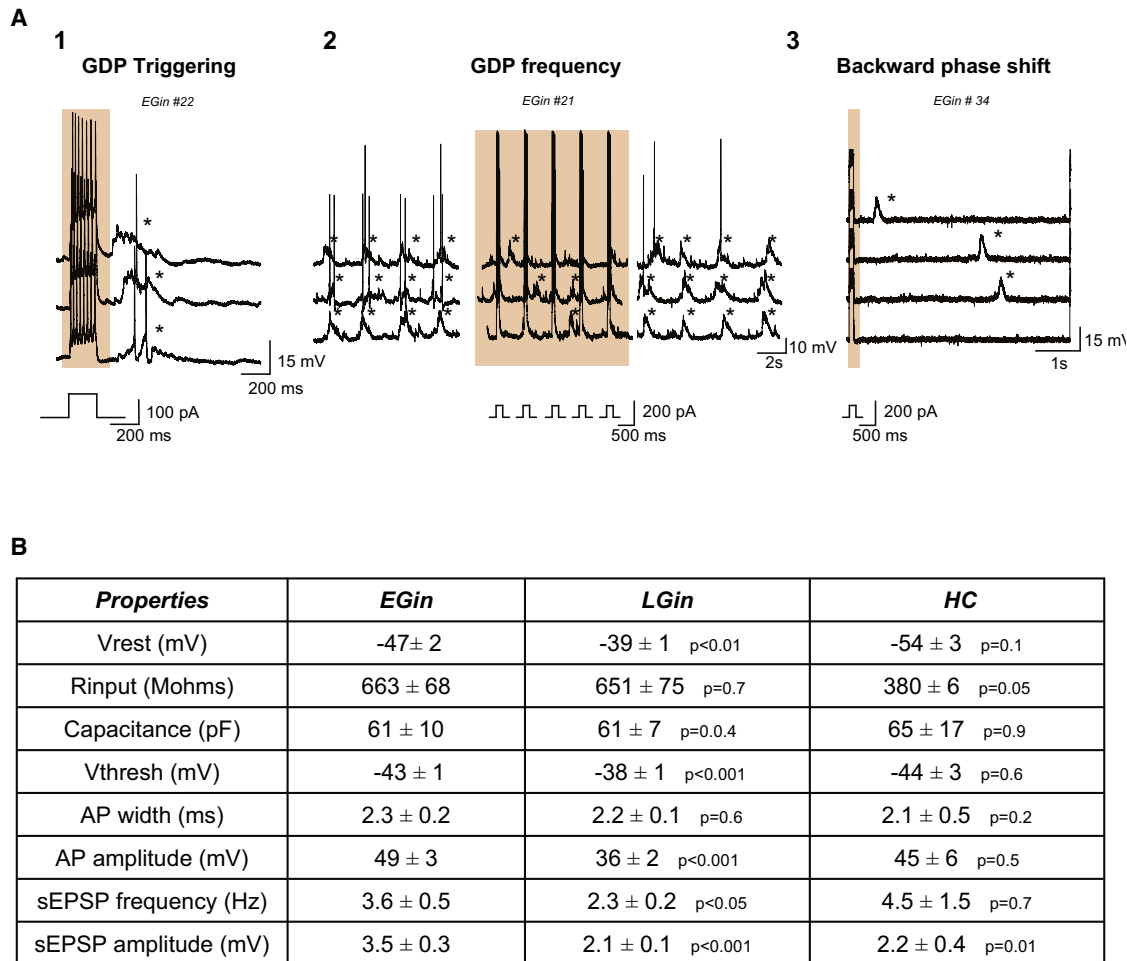 A
1
GDP Triggering
EGin #22
*
*
*
15 mV
200 ms
100 pA
200 ms
2
GDP frequency
EGin #21
* * * * * * * * *
* * * * * * * * * *
* * * * * * * * *
10 mV
2s
200 pA
500 ms
3
Backward phase shift
EGin # 34
*
*
*
15 mV
1s
200 pA
500 ms
B
Properties EGin LGin HC
Vrest (mV) -47± 2 -39 ± 1 p<0.01 -54 ± 3 p=0.1
Rinput (Mohms) 663 ± 68 651 ± 75 p=0.7 380 ± 6 p=0.05
Capacitance (pF) 61 ± 10 61 ± 7 p=0.0.4 65 ± 17 p=0.9
Vthresh (mV) -43 ± 1 -38 ± 1 p<0.001 -44 ± 3 p=0.6
AP width (ms) 2.3 ± 0.2 2.2 ± 0.1 p=0.6 2.1 ± 0.5 p=0.2
AP amplitude (mV) 49 ± 3 36 ± 2 p<0.001 45 ± 6 p=0.5
sEPSP frequency (Hz) 3.6 ± 0.5 2.3 ± 0.2 p<0.05 4.5 ± 1.5 p=0.7
sEPSP amplitude (mV) 3.5 ± 0.3 2.1 ± 0.1 p<0.001 2.2 ± 0.4 p=0.01